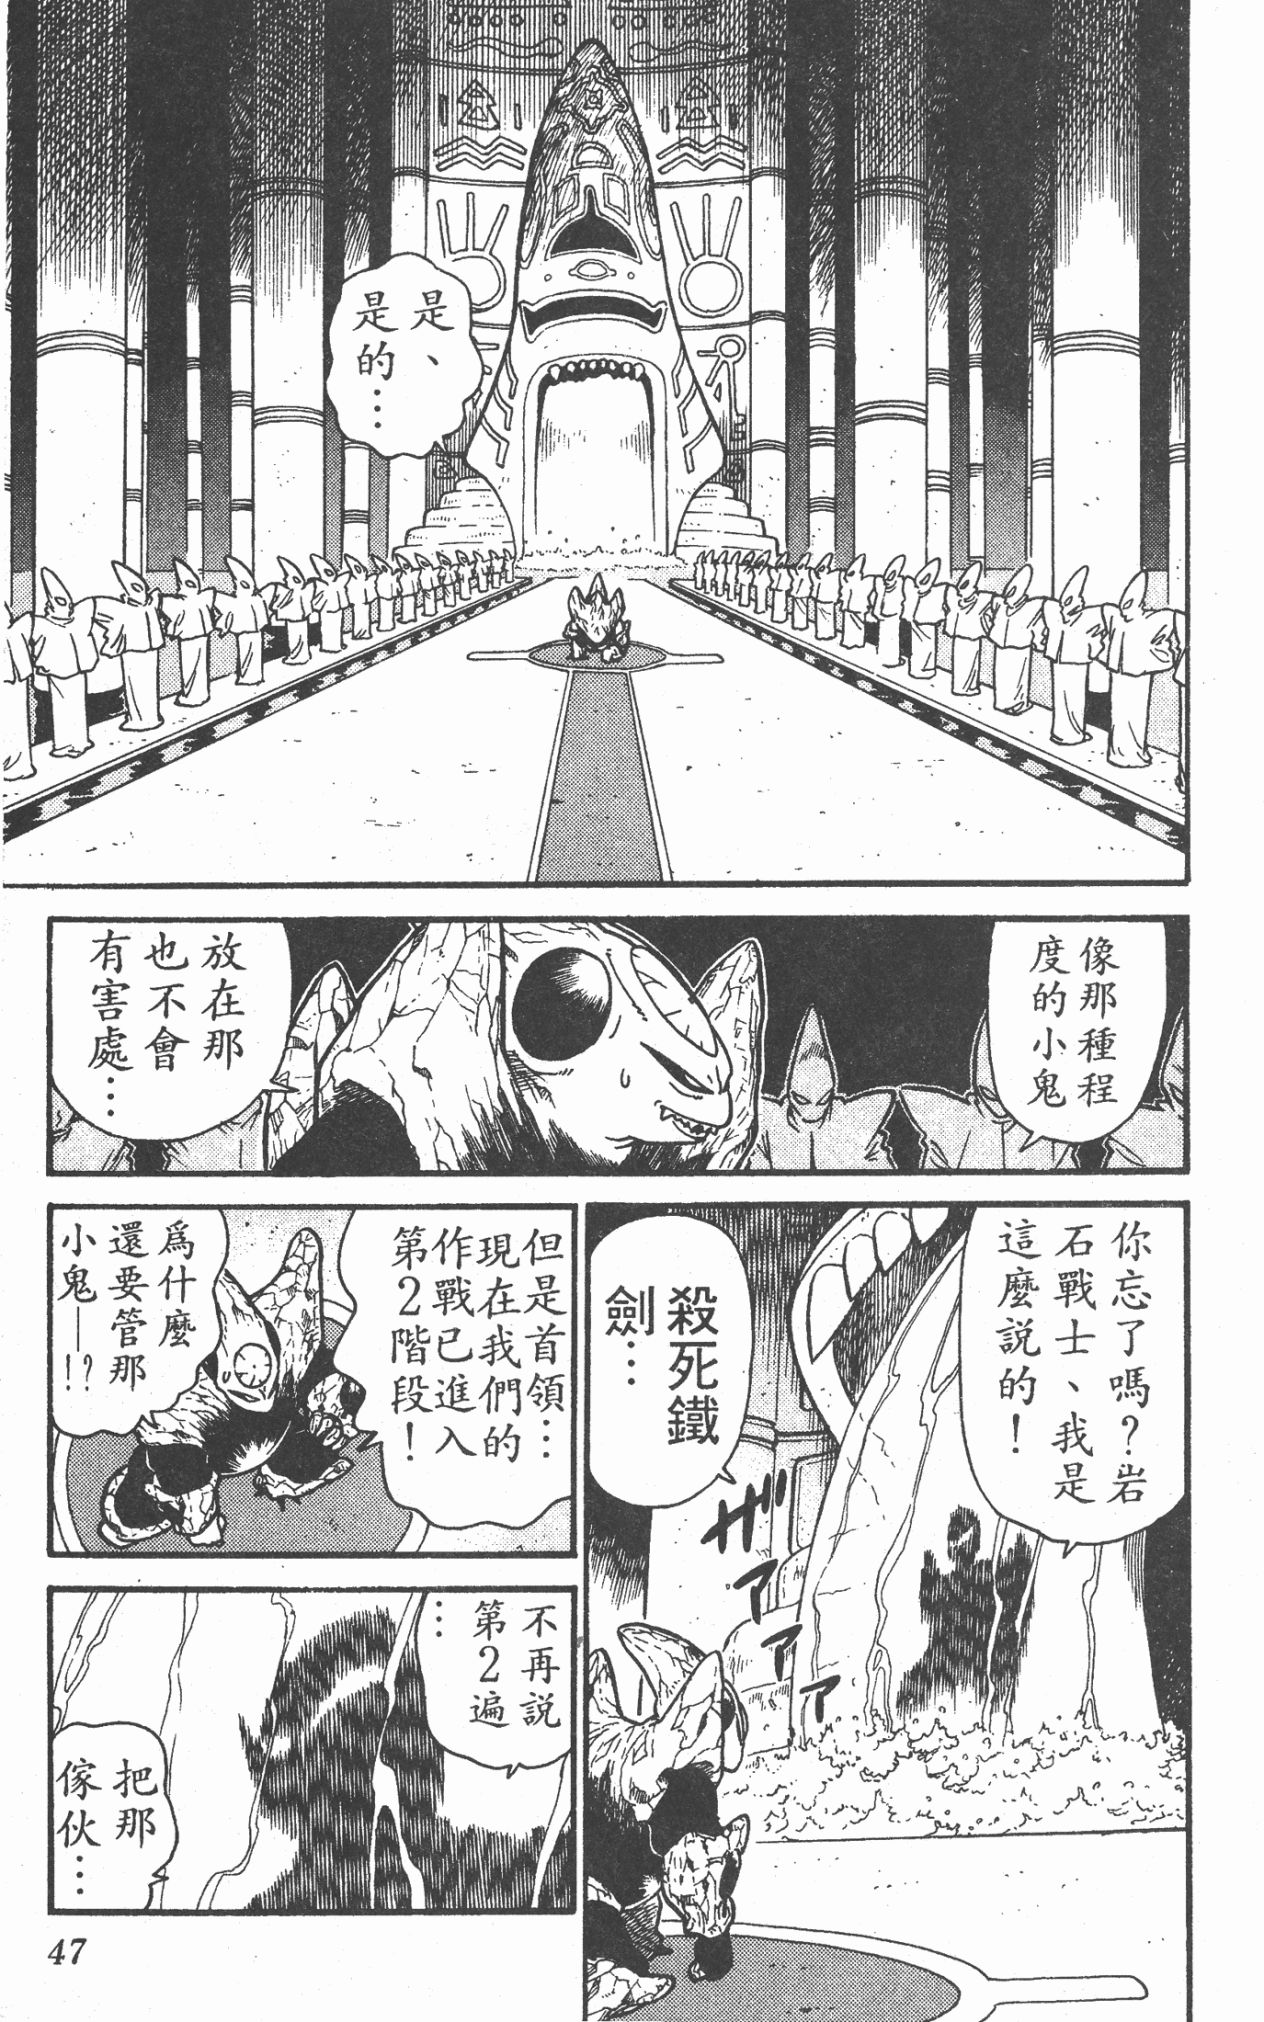 是、
是的…
像那種程
度的小鬼
放在那
也不會
有害處…
你忘了嗎？岩
石戰士、我是
這麼説的！
殺死鐵
劍…
ザァァァ
但是首領…
現在我們的
作戰已進入
第2階段！
爲什麼
還要管那
小鬼—!?
不再説
第2遍
…
把那
傢伙…
47